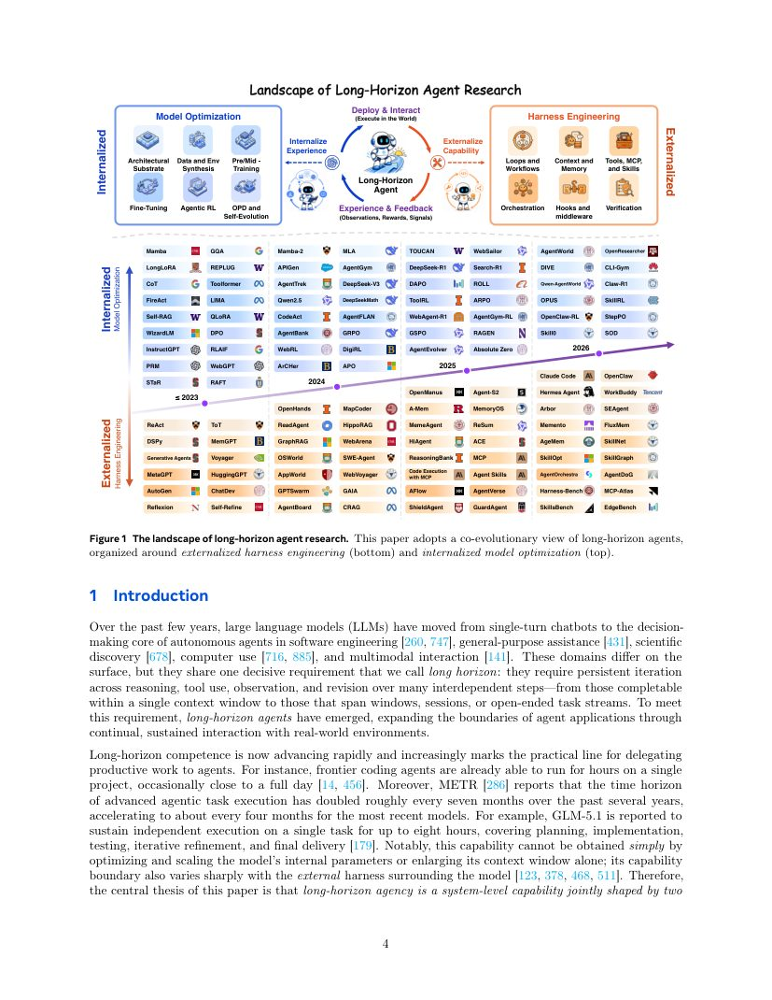 Landscape of Long-Horizon Agent Research
Internalized
Model Optimization
Architectural Substrate
Data and Env Synthesis
Pre/Mid - Training
Fine-Tuning
Agentic RL
OPD and Self-Evolution
Internalize Experience
Deploy & Interact
(Execute in the World)
Long-Horizon Agent
Experience & Feedback
(Observations, Rewards, Signals)
Externalize Capability
Harness Engineering
Loops and Workflows
Context and Memory
Tools, MCP, and Skills
Orchestration
Hooks and middleware
Verification
Externalized
Internalized
Model Optimization
Mamba GQA Mamba-2 MLA TOUCAN WebSailor AgentWorld OpenResearcher
LongLoRA REPLUG APIGen AgentGym DeepSeek-R1 Search-R1 DIVE CLI-Gym
CoT Toolformer AgentTrek DeepSeek-V3 DAPO ROLL Qwen-AgentWorld Claw-R1
FireAct LIMA Qwen2.5 DeepSeekMath ToolRL ARPO OPUS SkillRL
Self-RAG QLoRA CodeAct AgentFLAN WebAgent-R1 AgentGym-RL OpenClaw-RL StepPO
WizardLM DPO AgentBank GRPO GSPO RAGEN Skill0 SOD
InstructGPT RLAIF WebRL DigiRL AgentEvolver Absolute Zero 2026
PRM WebGPT ArCHer APO 2025
STaR RAFT 2024 Claude Code OpenClaw
≤ 2023 OpenManus Agent-S2 Hermes Agent WorkBuddy Tencent
OpenHands MapCoder A-Mem MemoryOS Arbor SEAgent
Externalized
Harness Engineering
ReAct ToT ReadAgent HippoRAG MemeAgent ReSum Memento FluxMem
DSPy MemGPT GraphRAG WebArena HiAgent ACE AgeMem SkillNet
Generative Agents Voyager OSWorld SWE-Agent ReasoningBank MCP SkillOpt SkillGraph
MetaGPT HuggingGPT AppWorld WebVoyager Code Execution with MCP Agent Skills AgentOrchestra AgentDoG
AutoGen ChatDev GPTSwarm GAIA AFlow AgentVerse Harness-Bench MCP-Atlas
Reflexion Self-Refine AgentBoard CRAG ShieldAgent GuardAgent SkillsBench EdgeBench
Figure 1 The landscape of long-horizon agent research. This paper adopts a co-evolutionary view of long-horizon agents,
organized around externalized harness engineering (bottom) and internalized model optimization (top).
1 Introduction
Over the past few years, large language models (LLMs) have moved from single-turn chatbots to the decision-
making core of autonomous agents in software engineering [260, 747], general-purpose assistance [431], scientific
discovery [678], computer use [716, 885], and multimodal interaction [141]. These domains differ on the
surface, but they share one decisive requirement that we call long horizon: they require persistent iteration
across reasoning, tool use, observation, and revision over many interdependent steps—from those completable
within a single context window to those that span windows, sessions, or open-ended task streams. To meet
this requirement, long-horizon agents have emerged, expanding the boundaries of agent applications through
continual, sustained interaction with real-world environments.
Long-horizon competence is now advancing rapidly and increasingly marks the practical line for delegating
productive work to agents. For instance, frontier coding agents are already able to run for hours on a single
project, occasionally close to a full day [14, 456]. Moreover, METR [286] reports that the time horizon
of advanced agentic task execution has doubled roughly every seven months over the past several years,
accelerating to about every four months for the most recent models. For example, GLM-5.1 is reported to
sustain independent execution on a single task for up to eight hours, covering planning, implementation,
testing, iterative refinement, and final delivery [179]. Notably, this capability cannot be obtained simply by
optimizing and scaling the model's internal parameters or enlarging its context window alone; its capability
boundary also varies sharply with the external harness surrounding the model [123, 378, 468, 511]. Therefore,
the central thesis of this paper is that long-horizon agency is a system-level capability jointly shaped by two
4